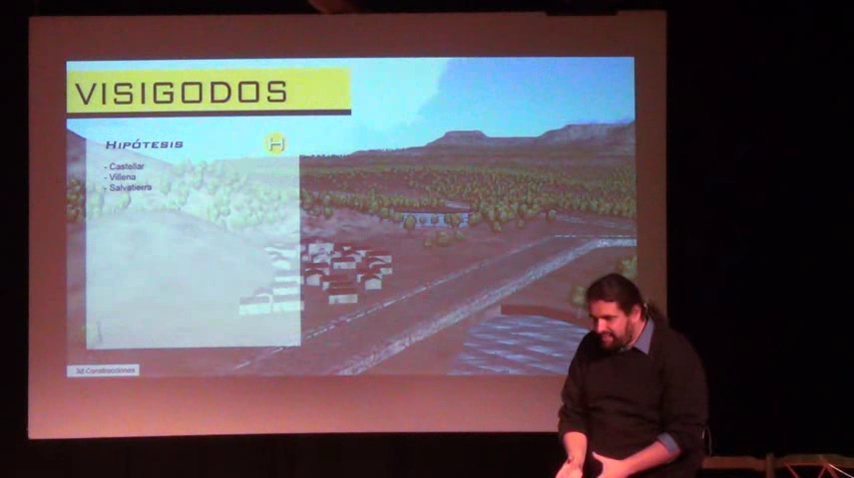 VISIGODOS
HIPÓTESIS
H
- Castellar
- Villena
- Salvatierra
3d Construcciones